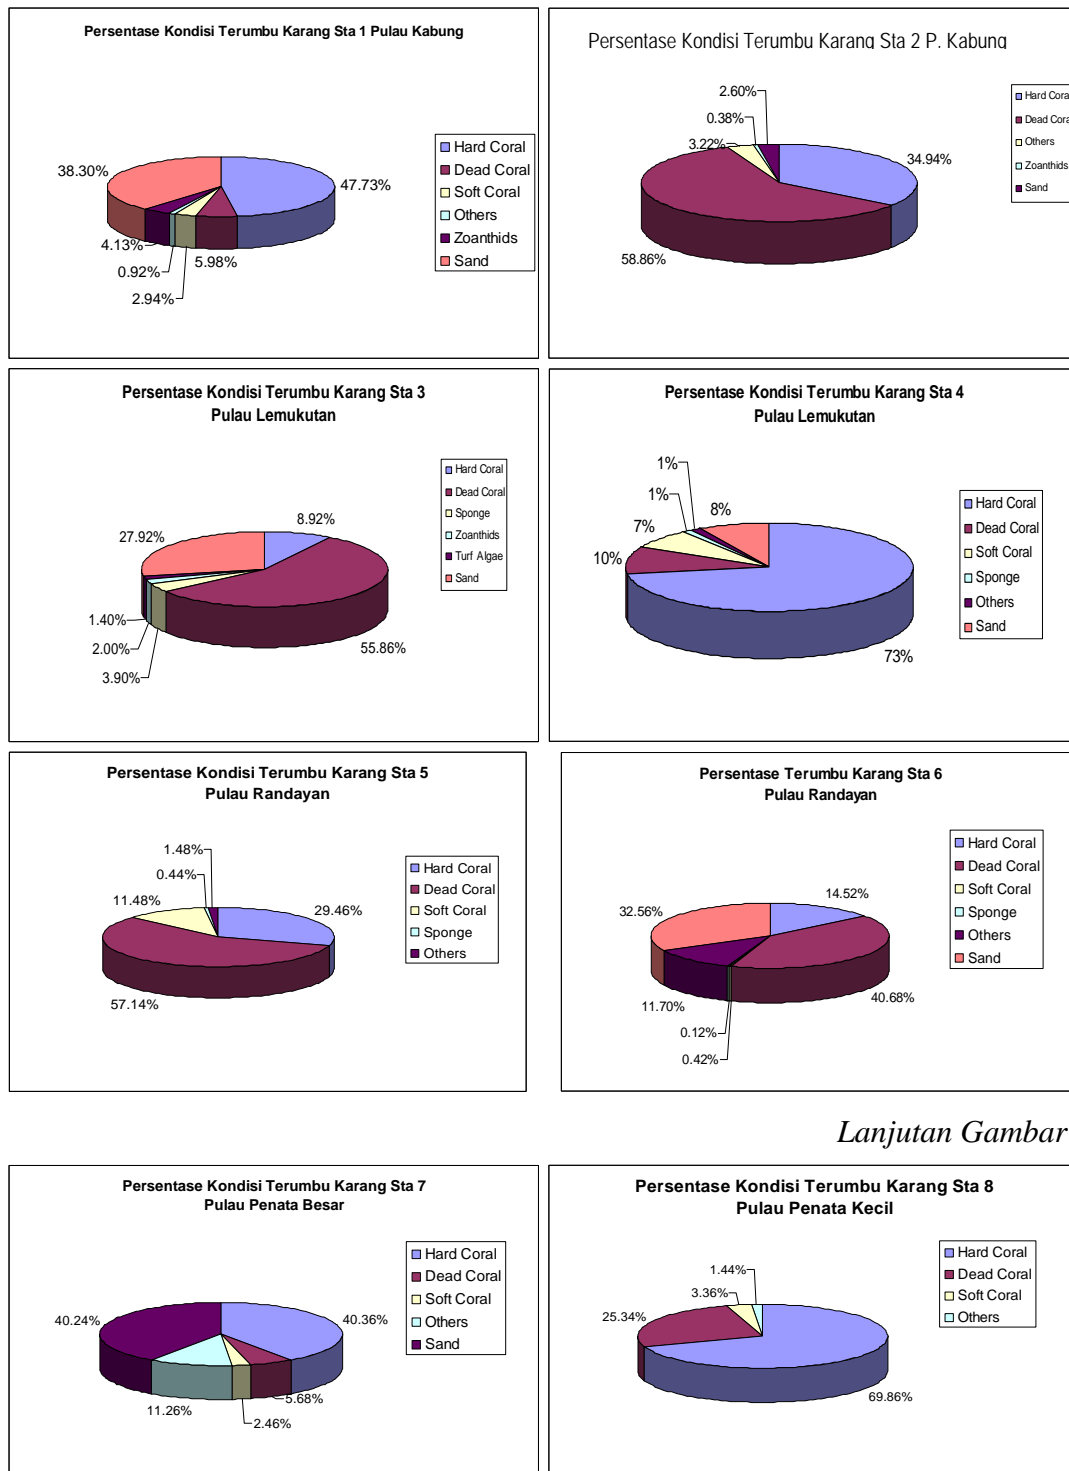 Persentase Kondisi Terumbu Karang Sta 1 Pulau Kabung
38.30%
47.73%
4.13%
5.98%
0.92%
2.94%
Hard Coral
Dead Coral
Soft Coral
Others
Zoanthids
Sand
Persentase Kondisi Terumbu Karang Sta 2 P. Kabung
2.60%
0.38%
3.22%
34.94%
58.86%
Hard Cora
Dead Cora
Others
Zoanthids
Sand
Persentase Kondisi Terumbu Karang Sta 3
Pulau Lemukutan
27.92%
8.92%
1.40%
2.00%
3.90%
55.86%
Hard Coral
Dead Coral
Sponge
Zoanthids
Turf Algae
Sand
Persentase Kondisi Terumbu Karang Sta 4
Pulau Lemukutan
1%
1%
8%
7%
10%
73%
Hard Coral
Dead Coral
Soft Coral
Sponge
Others
Sand
Persentase Kondisi Terumbu Karang Sta 5
Pulau Randayan
1.48%
0.44%
11.48%
29.46%
57.14%
Hard Coral
Dead Coral
Soft Coral
Sponge
Others
Persentase Terumbu Karang Sta 6
Pulau Randayan
32.56%
14.52%
11.70%
40.68%
0.12%
0.42%
Hard Coral
Dead Coral
Soft Coral
Sponge
Others
Sand
Lanjutan Gambar
Persentase Kondisi Terumbu Karang Sta 7
Pulau Penata Besar
40.24%
40.36%
11.26%
5.68%
2.46%
Hard Coral
Dead Coral
Soft Coral
Others
Sand
Persentase Kondisi Terumbu Karang Sta 8
Pulau Penata Kecil
1.44%
3.36%
25.34%
69.86%
Hard Coral
Dead Coral
Soft Coral
Others